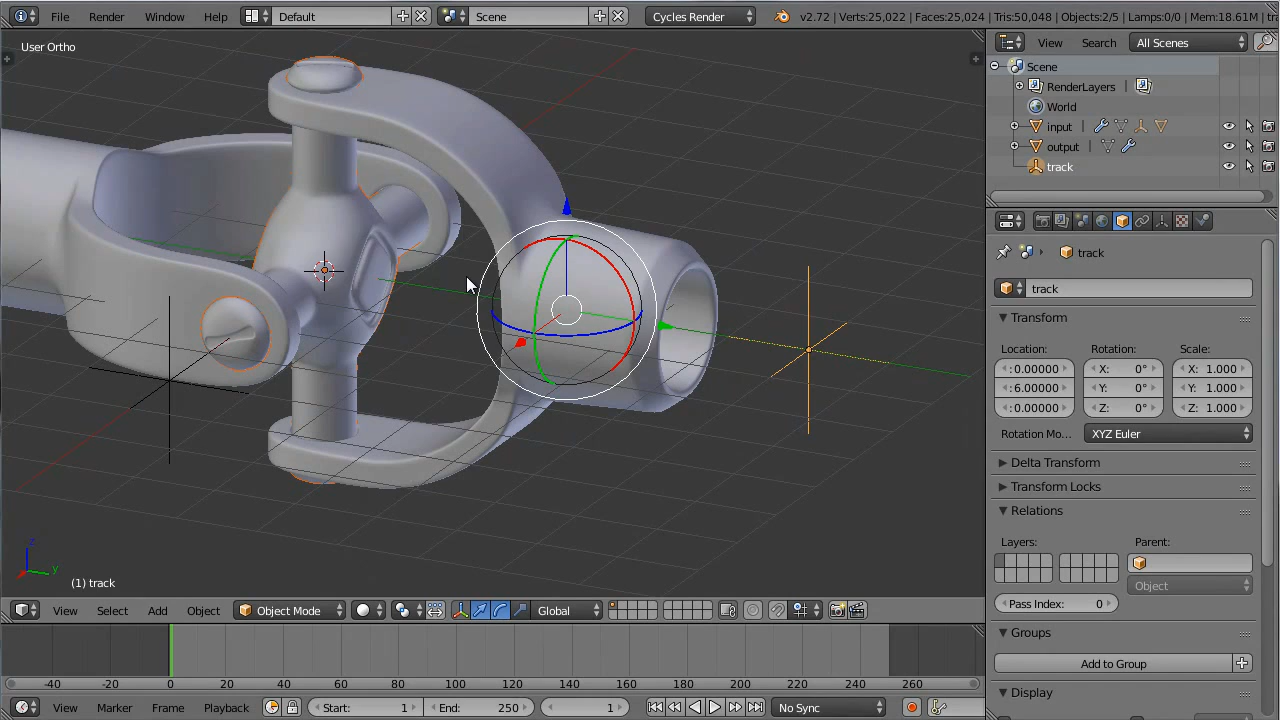 File Render Window Help Default Scene Cycles Render v2.72 | Verts:25,022 | Faces:25,024 | Tris:50,048 | Objects:2/5 | Lamps:0/0 | Mem:18.61M | tr
User Ortho
View Search All Scenes
Scene
RenderLayers
World
input
output
track
track
track
Transform
Location: Rotation: Scale:
: 0.00000 X: 0° X: 1.000
: 6.00000 Y: 0° Y: 1.000
: 0.00000 Z: 0° Z: 1.000
Rotation Mo... XYZ Euler
Delta Transform
Transform Locks
Relations
Layers: Parent:
Object
Pass Index: 0
Groups
Add to Group
Display
z
y
(1) track
View Select Add Object Object Mode Global
-40 -20 0 20 40 60 80 100 120 140 160 180 200 220 240 260
View Marker Frame Playback Start: 1 End: 250 1 No Sync